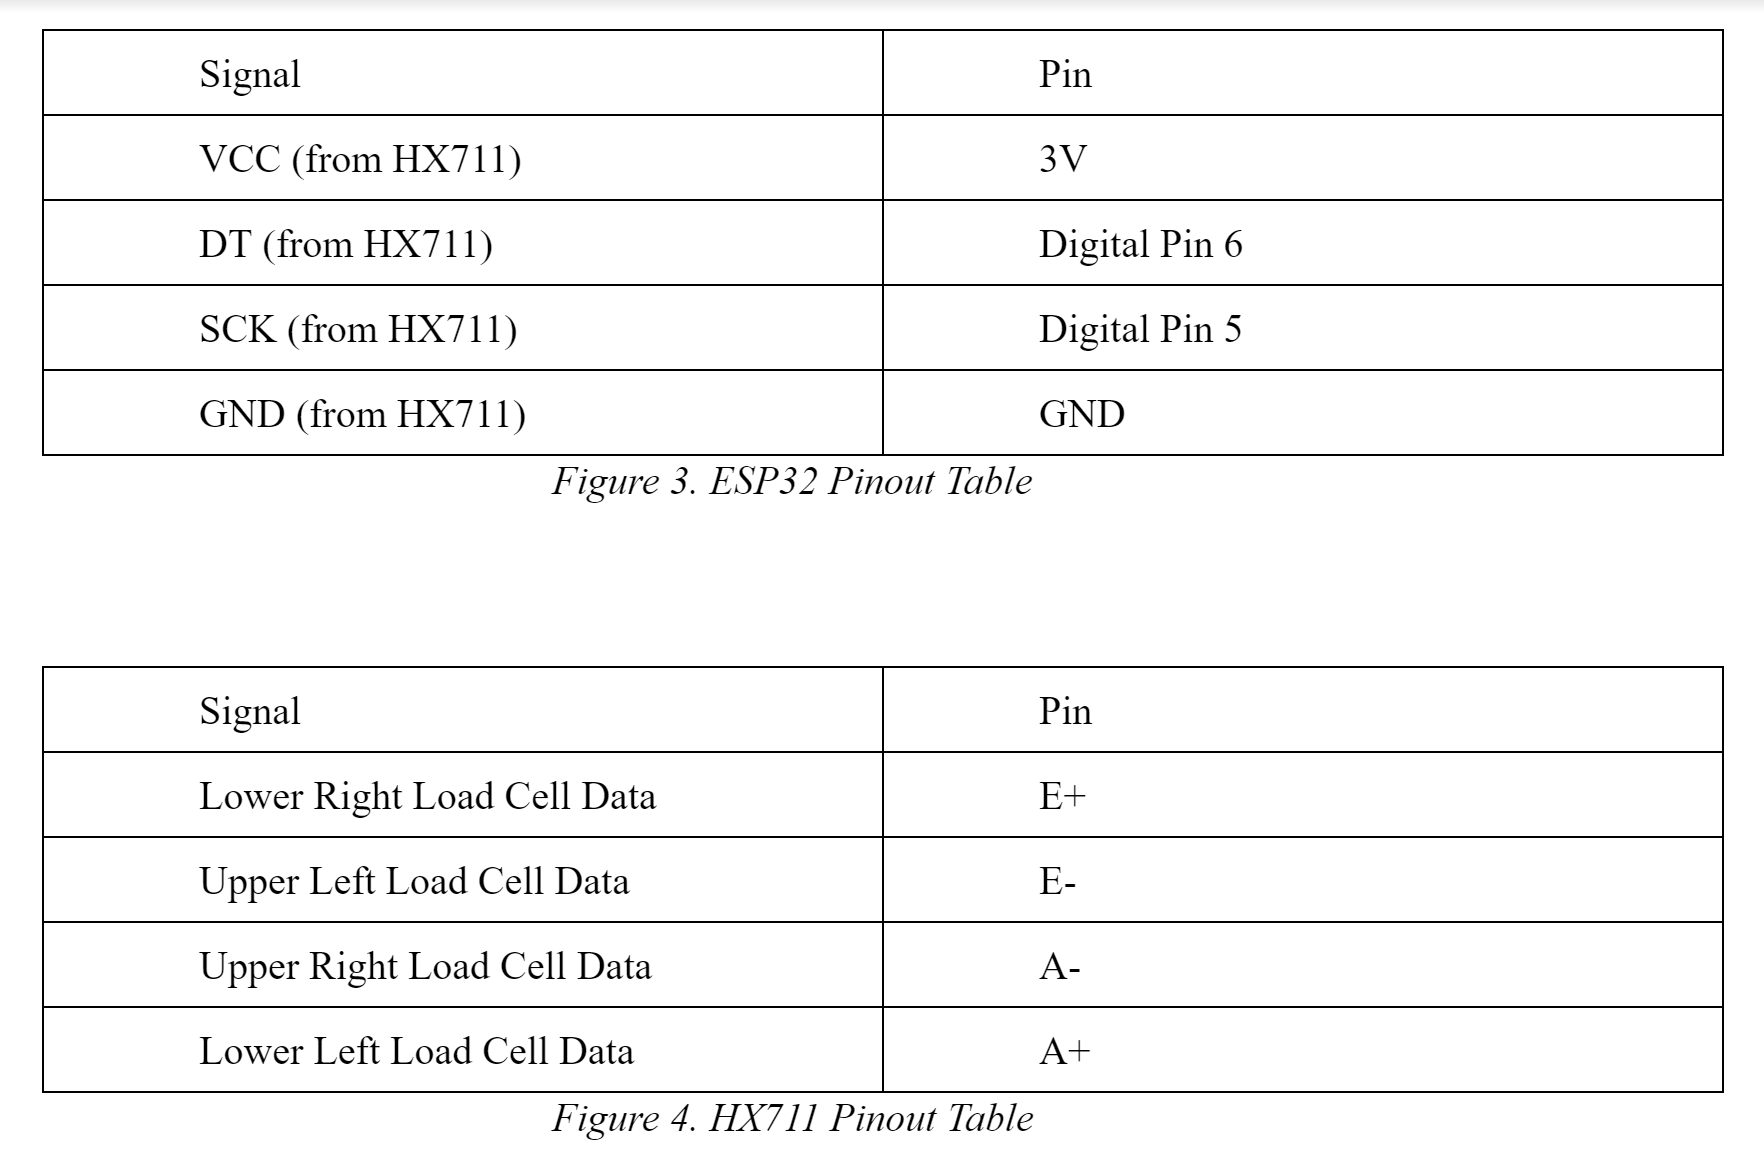 Signal Pin
VCC (from HX711) 3V
DT (from HX711) Digital Pin 6
SCK (from HX711) Digital Pin 5
GND (from HX711) GND
Figure 3. ESP32 Pinout Table
Signal Pin
Lower Right Load Cell Data E+
Upper Left Load Cell Data E-
Upper Right Load Cell Data A-
Lower Left Load Cell Data A+
Figure 4. HX711 Pinout Table